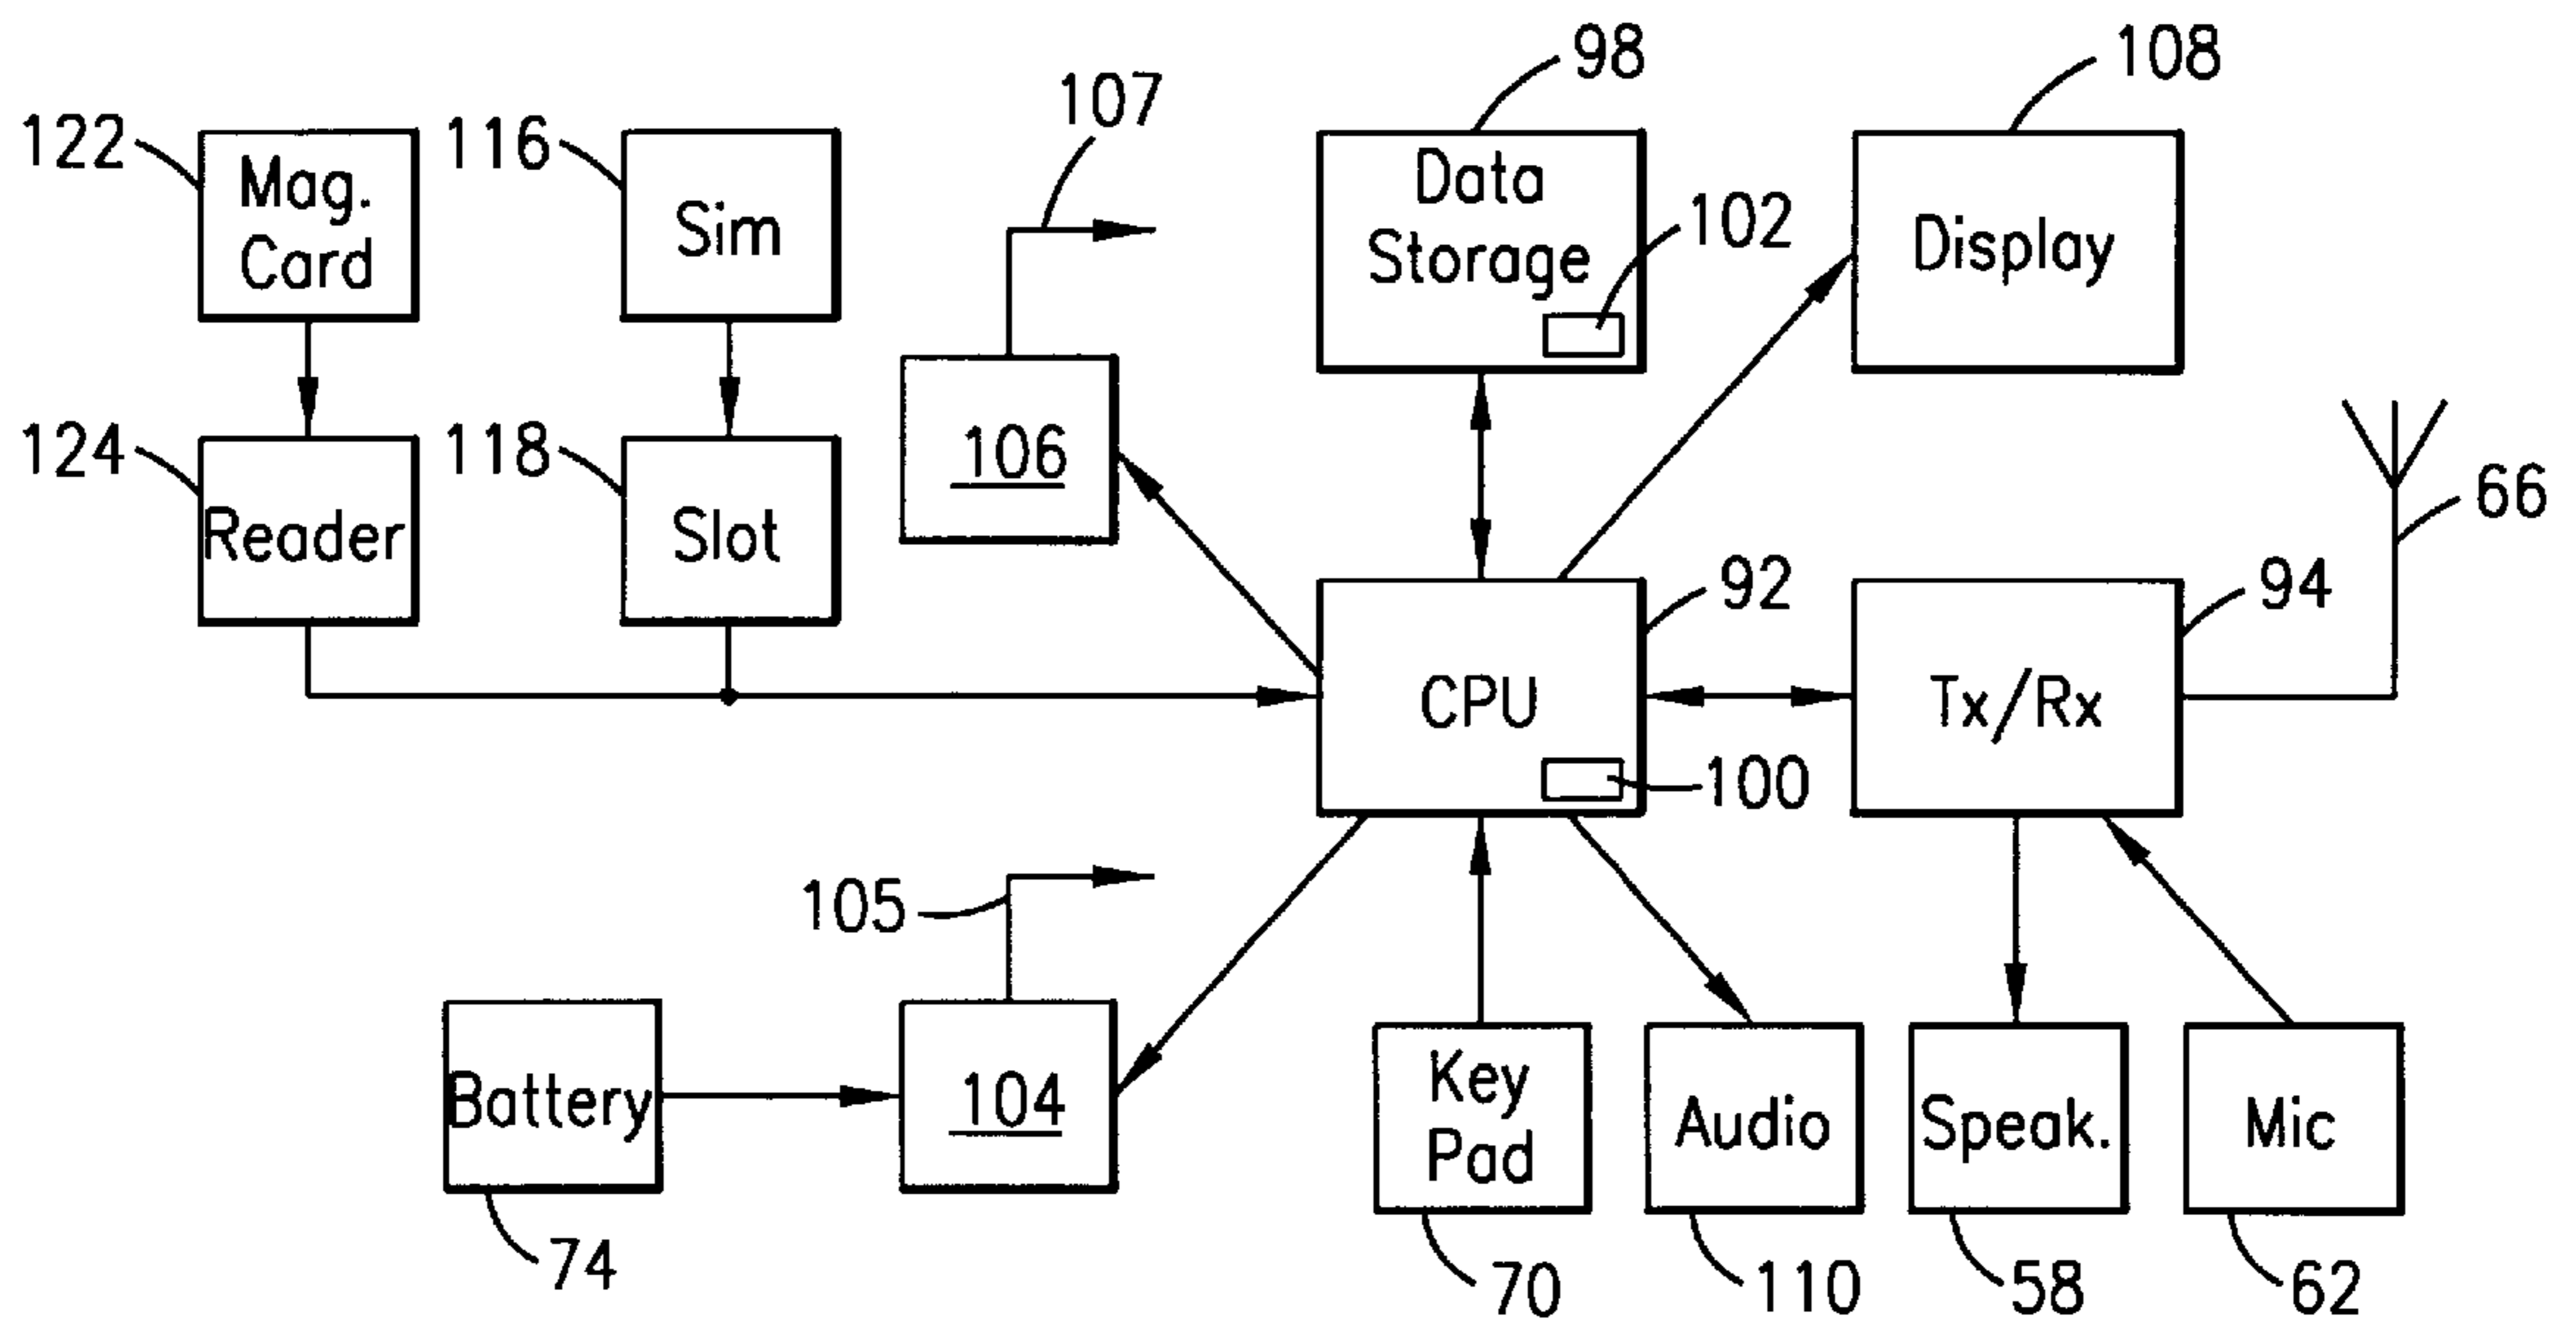 98
108
107
122
Mag.
Card
116
Sim
Data
Storage
102
Display
124
Reader
118
Slot
106
66
92
94
CPU
Tx/Rx
100
105
Battery
104
Key
Pad
Audio
Speak.
Mic
74
70
110
58
62